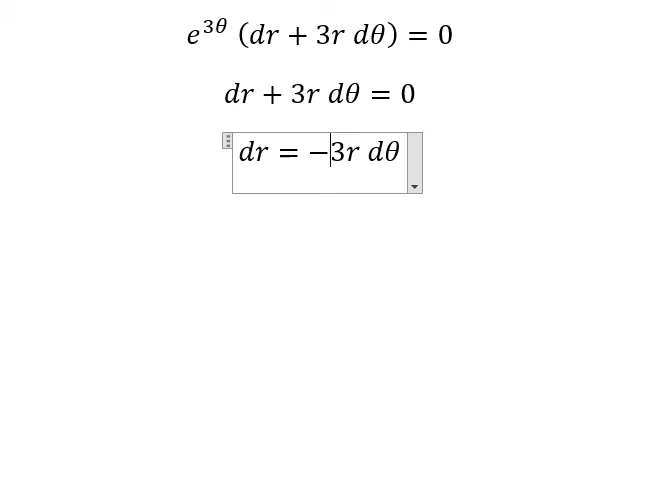 e^{3θ} (dr + 3r dθ) = 0
dr + 3r dθ = 0
dr = −3r dθ